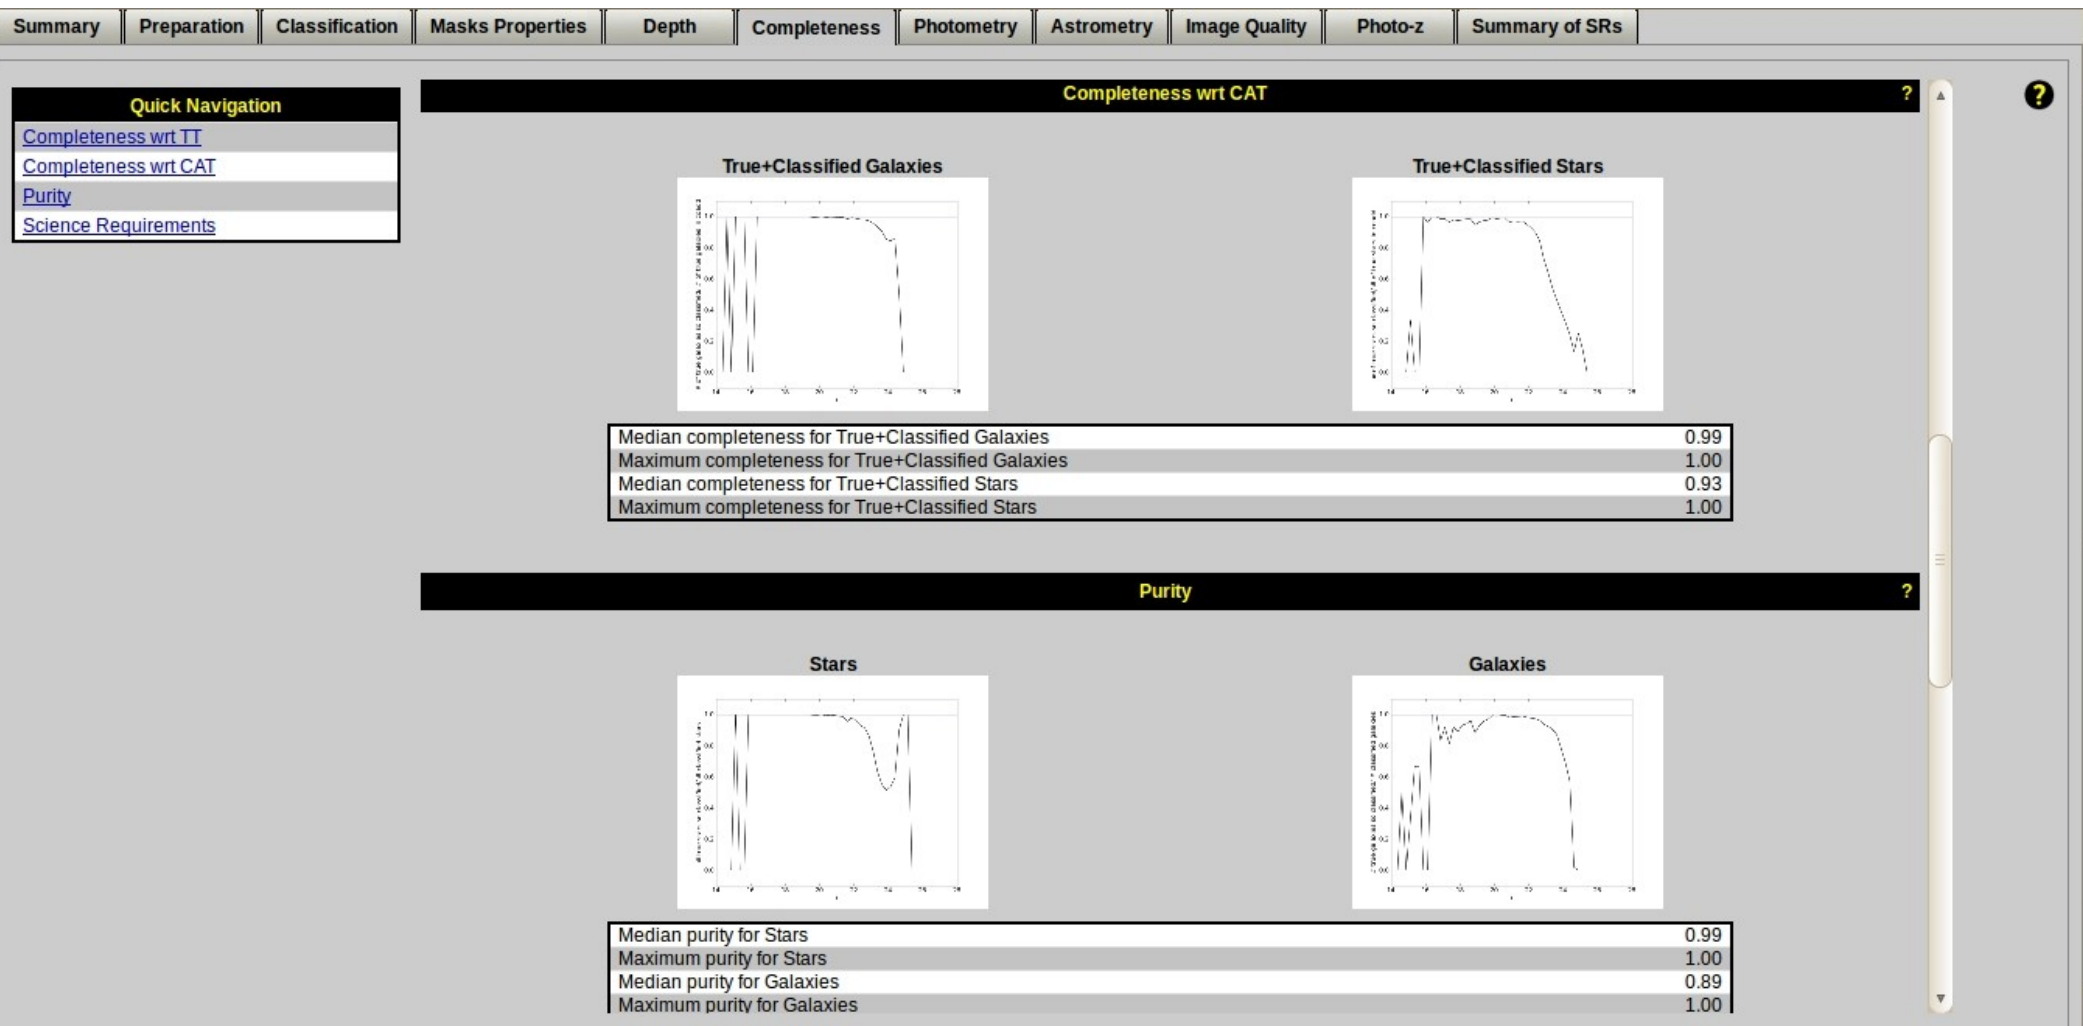 Summary Preparation Classification Masks Properties Depth Completeness Photometry Astrometry Image Quality Photo-z Summary of SRs
Quick Navigation
Completeness wrt TT
Completeness wrt CAT
Purity
Science Requirements
Completeness wrt CAT ?
?
True+Classified Galaxies
True+Classified Stars
Median completeness for True+Classified Galaxies 0.99
Maximum completeness for True+Classified Galaxies 1.00
Median completeness for True+Classified Stars 0.93
Maximum completeness for True+Classified Stars 1.00
Purity ?
Stars
Galaxies
Median purity for Stars 0.99
Maximum purity for Stars 1.00
Median purity for Galaxies 0.89
Maximum purity for Galaxies 1.00